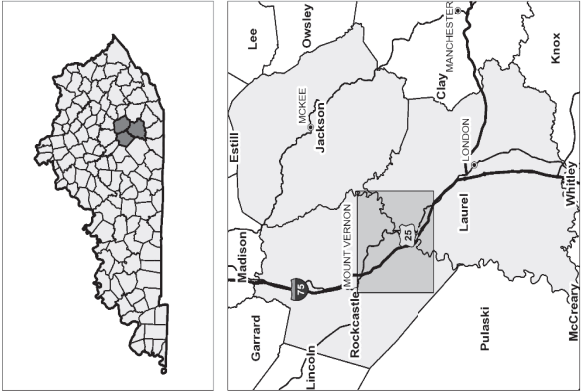 Lee
Owsley
Clay
MANCHESTER
Knox
Estill
MCKEE
Jackson
LONDON
Laurel
Whitley
Madison
MOUNT VERNON
25
75
Rockcastle
Garrard
Lincoln
Pulaski
McCreary